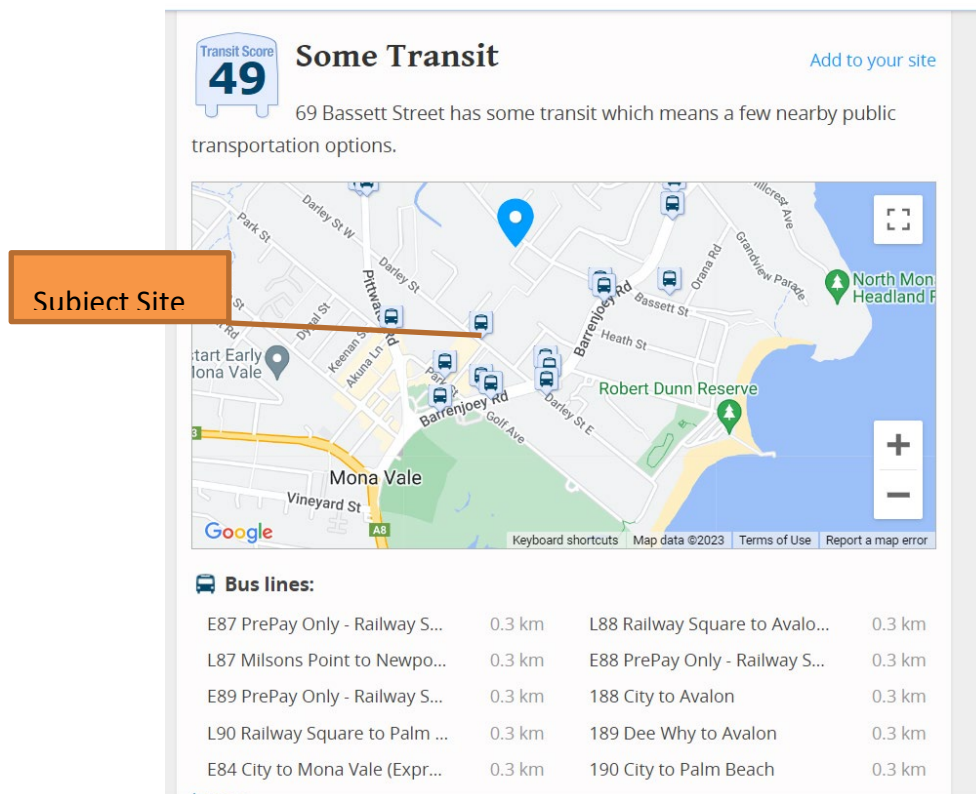 Transit Score
49
Some Transit
Add to your site
69 Bassett Street has some transit which means a few nearby public
transportation options.
Subject Site
Park St
Darley St W
Darley St
Pittwater Rd
Dygal St
Keenan St
Akuna Ln
Park St
Barrenjoey Rd
Golf Ave
Darley St E
Barrenjoey Rd
Heath St
Bassett St
Orana Rd
Grandview Parade
Hillcrest Ave
North Mon
Headland
Robert Dunn Reserve
tart Early
Mona Vale
Mona Vale
Vineyard St
A8
Google
Keyboard shortcuts
Map data ©2023
Terms of Use
Report a map error
Bus lines:
E87 PrePay Only - Railway S... 0.3 km L88 Railway Square to Avalo... 0.3 km
L87 Milsons Point to Newpo... 0.3 km E88 PrePay Only - Railway S... 0.3 km
E89 PrePay Only - Railway S... 0.3 km 188 City to Avalon 0.3 km
L90 Railway Square to Palm ... 0.3 km 189 Dee Why to Avalon 0.3 km
E84 City to Mona Vale (Expr... 0.3 km 190 City to Palm Beach 0.3 km